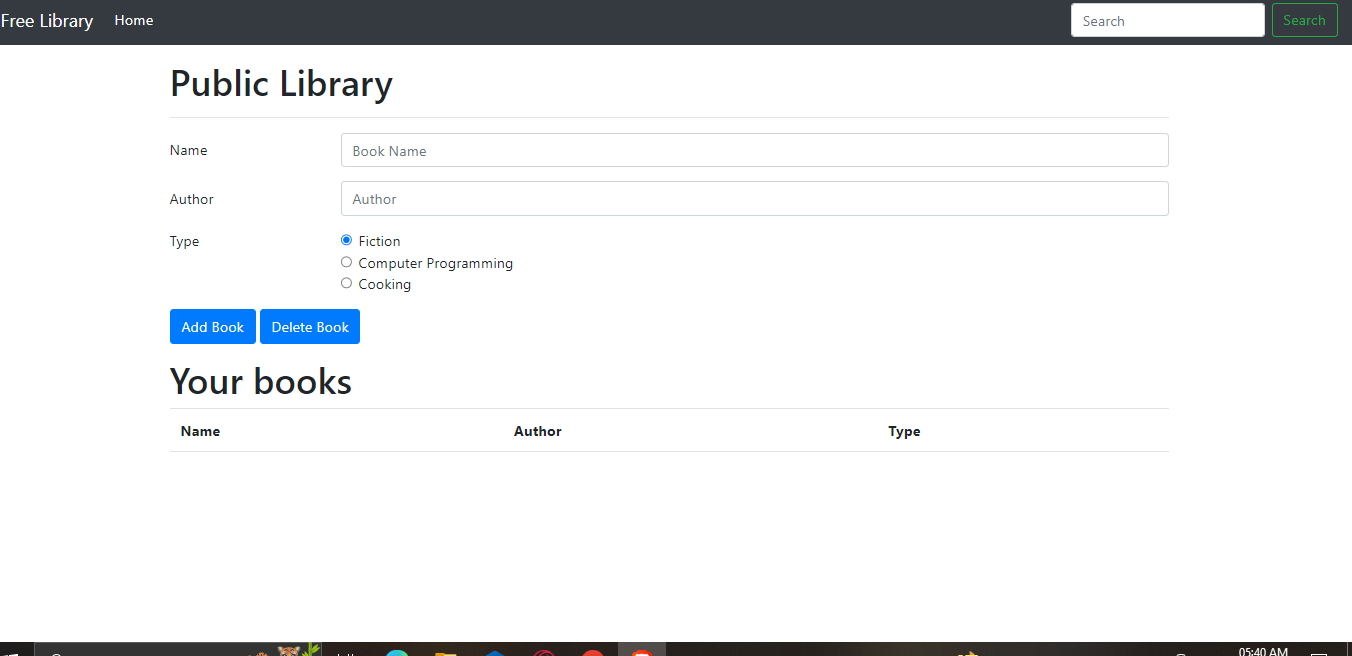 Free Library Home Search Search
Public Library
Name Book Name
Author Author
Type Fiction
Computer Programming
Cooking
Add Book Delete Book
Your books
Name Author Type
05:40 AM